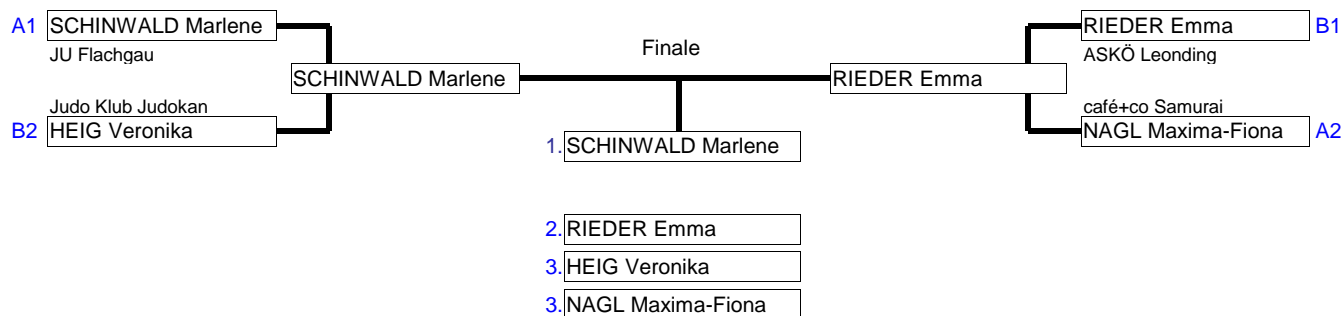 A1 SCHINWALD Marlene
JU Flachgau
SCHINWALD Marlene
Judo Klub Judokan
B2 HEIG Veronika
Finale
RIEDER Emma B1
ASKÖ Leonding
RIEDER Emma
café+co Samurai
NAGL Maxima-Fiona A2
1. SCHINWALD Marlene
2. RIEDER Emma
3. HEIG Veronika
3. NAGL Maxima-Fiona